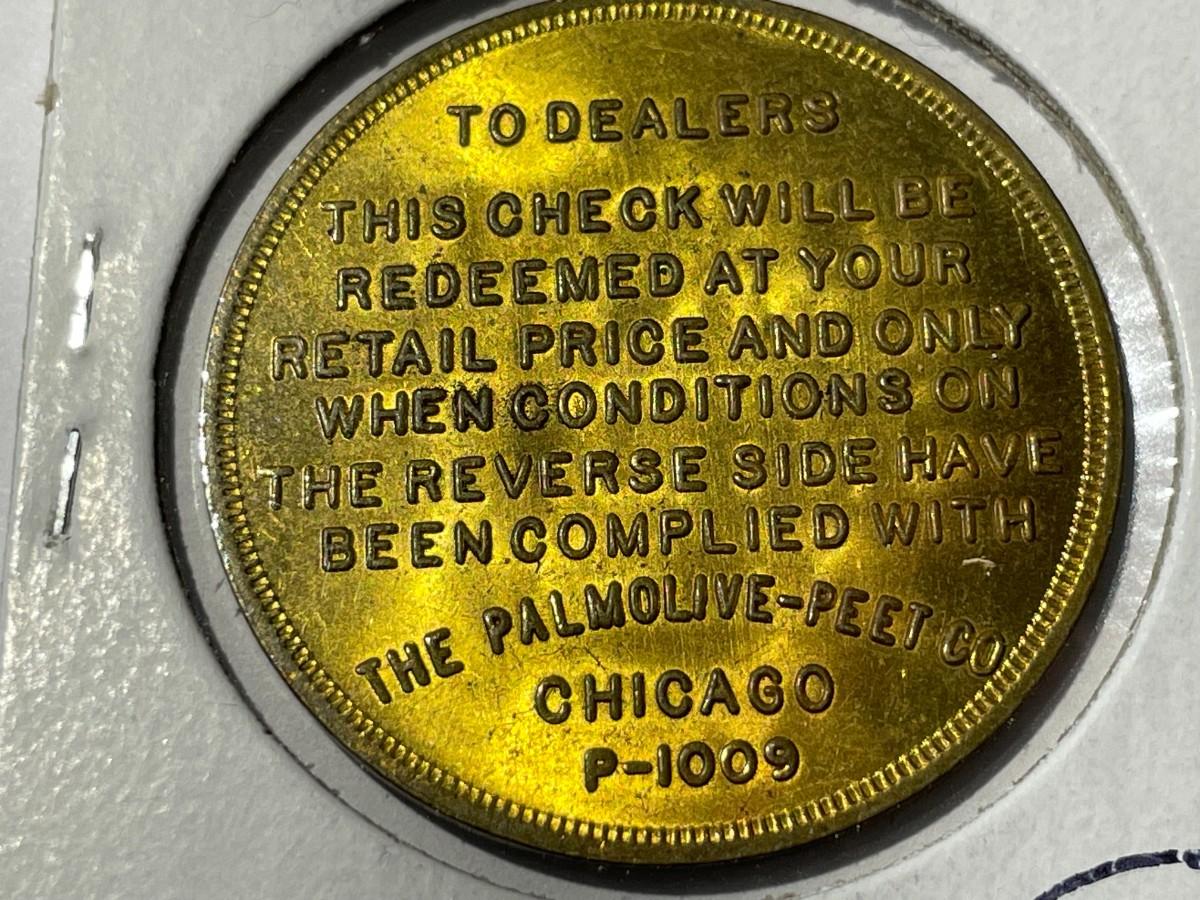 TO DEALERS
THIS CHECK WILL BE
REDEEMED AT YOUR
RETAIL PRICE AND ONLY
WHEN CONDITIONS ON
THE REVERSE SIDE HAVE
BEEN COMPLIED WITH
THE PALMOLIVE-PEET CO
CHICAGO
P-1009